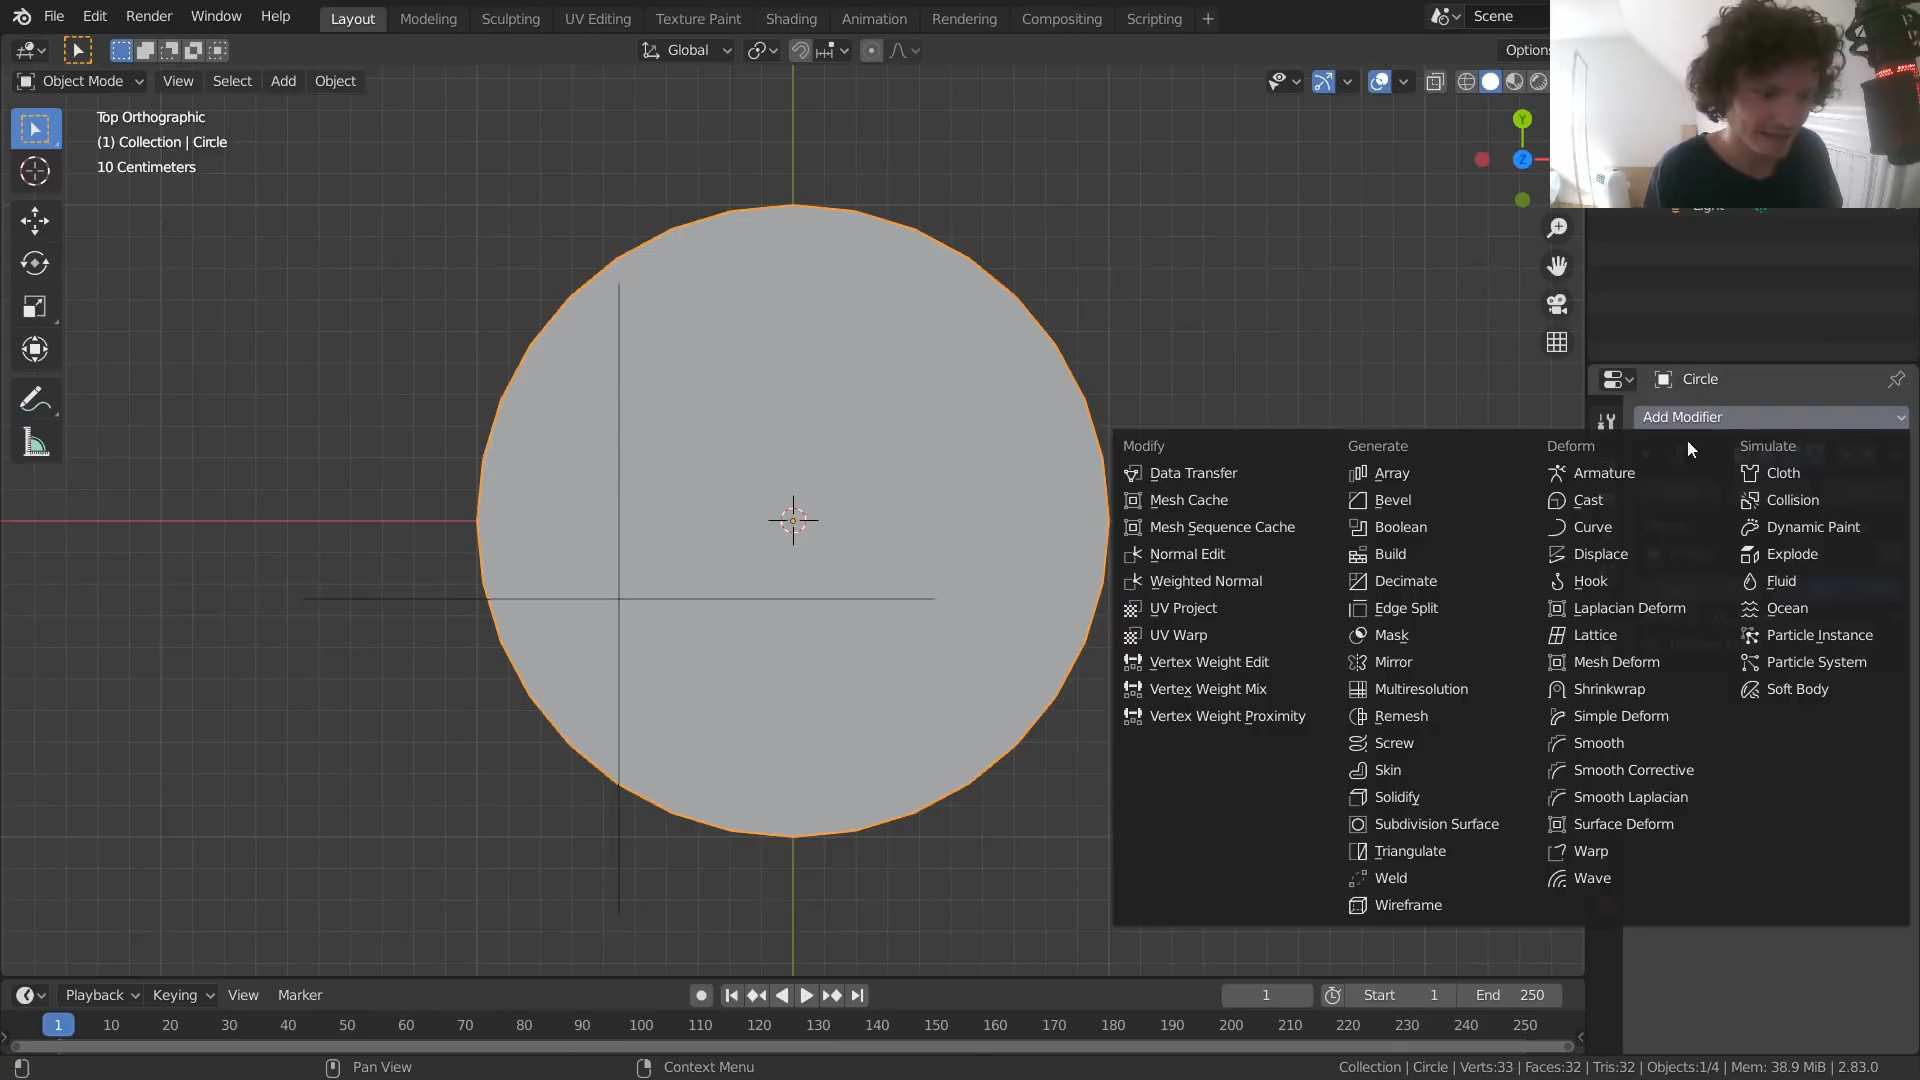 File Edit Render Window Help Layout Modeling Sculpting UV Editing Texture Paint Shading Animation Rendering Compositing Scripting + Scene
Global Options
Object Mode View Select Add Object
Top Orthographic
(1) Collection | Circle
10 Centimeters
Y
Z
Circle
Add Modifier
Modify
Data Transfer
Mesh Cache
Mesh Sequence Cache
Normal Edit
Weighted Normal
UV Project
UV Warp
Vertex Weight Edit
Vertex Weight Mix
Vertex Weight Proximity
Generate
Array
Bevel
Boolean
Build
Decimate
Edge Split
Mask
Mirror
Multiresolution
Remesh
Screw
Skin
Solidify
Subdivision Surface
Triangulate
Weld
Wireframe
Deform
Armature
Cast
Curve
Displace
Hook
Laplacian Deform
Lattice
Mesh Deform
Shrinkwrap
Simple Deform
Smooth
Smooth Corrective
Smooth Laplacian
Surface Deform
Warp
Wave
Simulate
Cloth
Collision
Dynamic Paint
Explode
Fluid
Ocean
Particle Instance
Particle System
Soft Body
Playback Keying View Marker 1 Start 1 End 250
1 10 20 30 40 50 60 70 80 90 100 110 120 130 140 150 160 170 180 190 200 210 220 230 240 250
Pan View Context Menu Collection | Circle | Verts:33 | Faces:32 | Tris:32 | Objects:1/4 | Mem: 38.9 MiB | 2.83.0